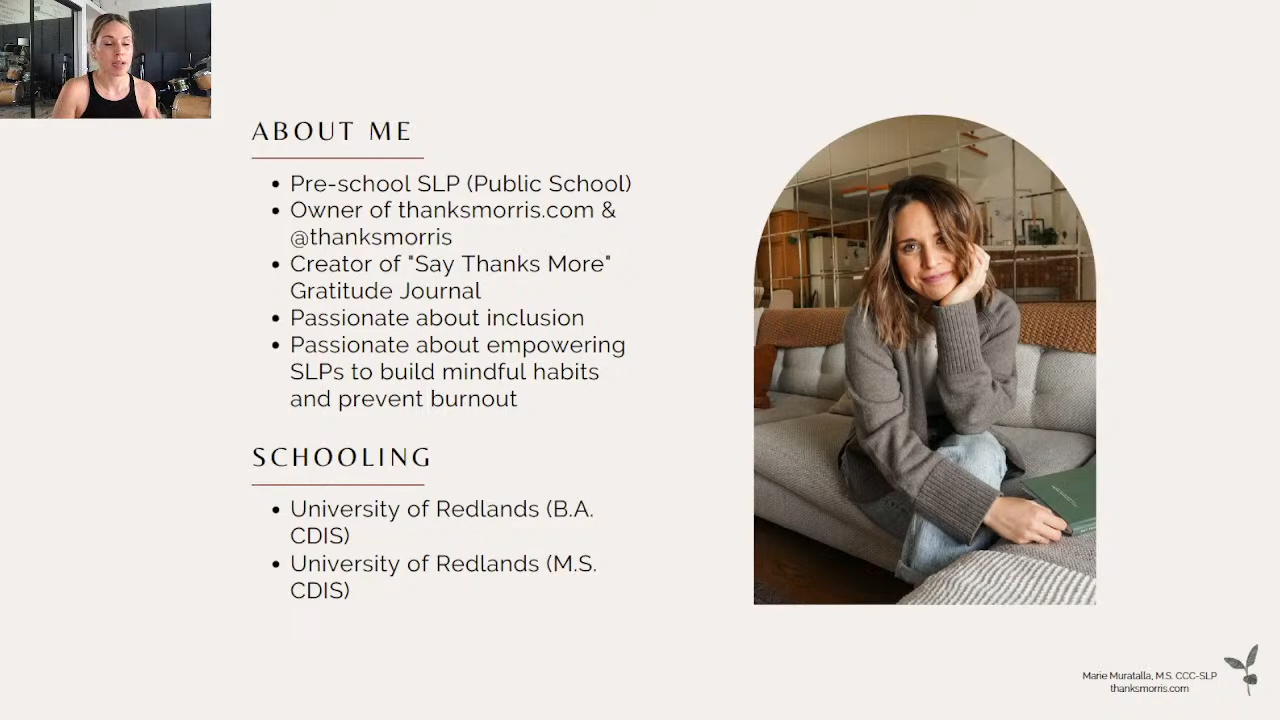 ABOUT ME
Pre-school SLP (Public School)
Owner of thanksmorris.com &
@thanksmorris
Creator of "Say Thanks More"
Gratitude Journal
Passionate about inclusion
Passionate about empowering
SLPs to build mindful habits
and prevent burnout
SCHOOLING
University of Redlands (B.A.
CDIS)
University of Redlands (M.S.
CDIS)
Marie Muratalla, M.S. CCC-SLP
thanksmorris.com